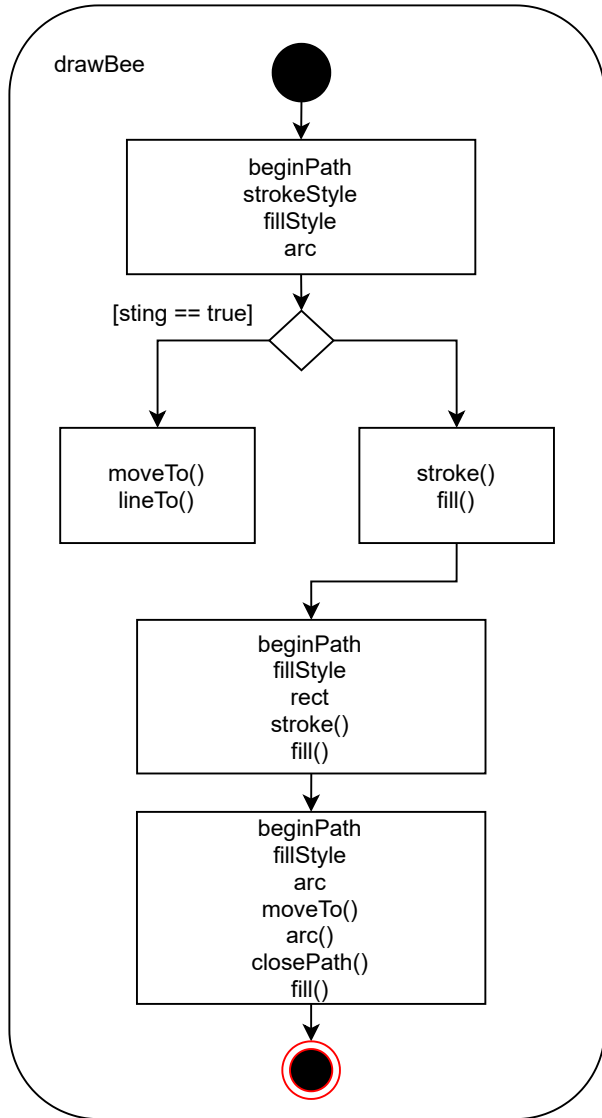 drawBee
beginPath
strokeStyle
fillStyle
arc
[sting == true]
moveTo()
lineTo()
stroke()
fill()
beginPath
fillStyle
rect
stroke()
fill()
beginPath
fillStyle
arc
moveTo()
arc()
closePath()
fill()